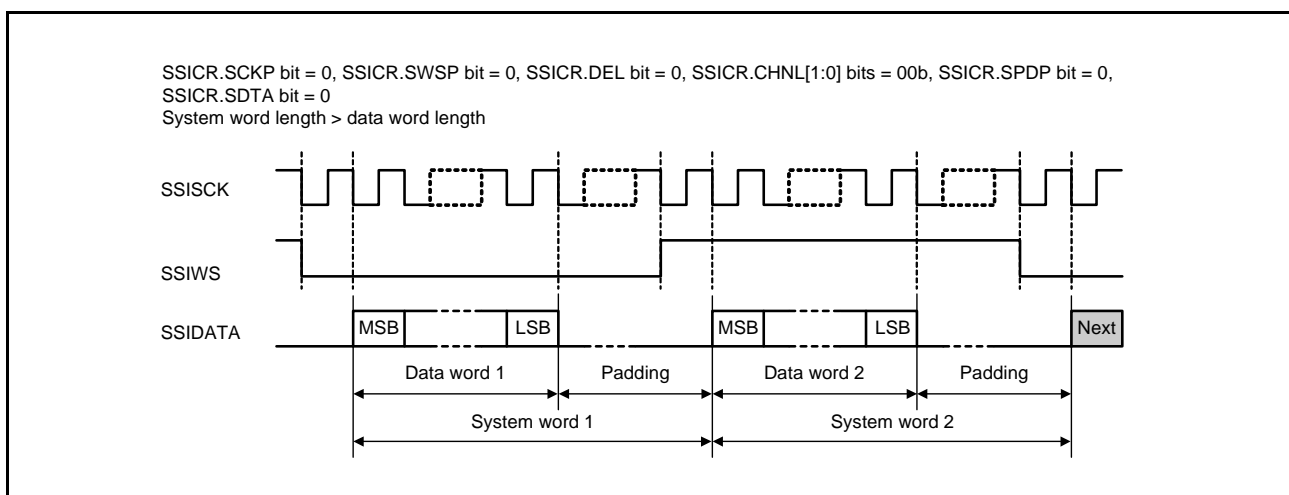 SSICR.SCKP bit = 0, SSICR.SWSP bit = 0, SSICR.DEL bit = 0, SSICR.CHNL[1:0] bits = 00b, SSICR.SPDP bit = 0,
SSICR.SDTA bit = 0
System word length > data word length
SSISCK
SSIWS
SSIDATA MSB LSB MSB LSB Next
Data word 1 Padding Data word 2 Padding
System word 1 System word 2